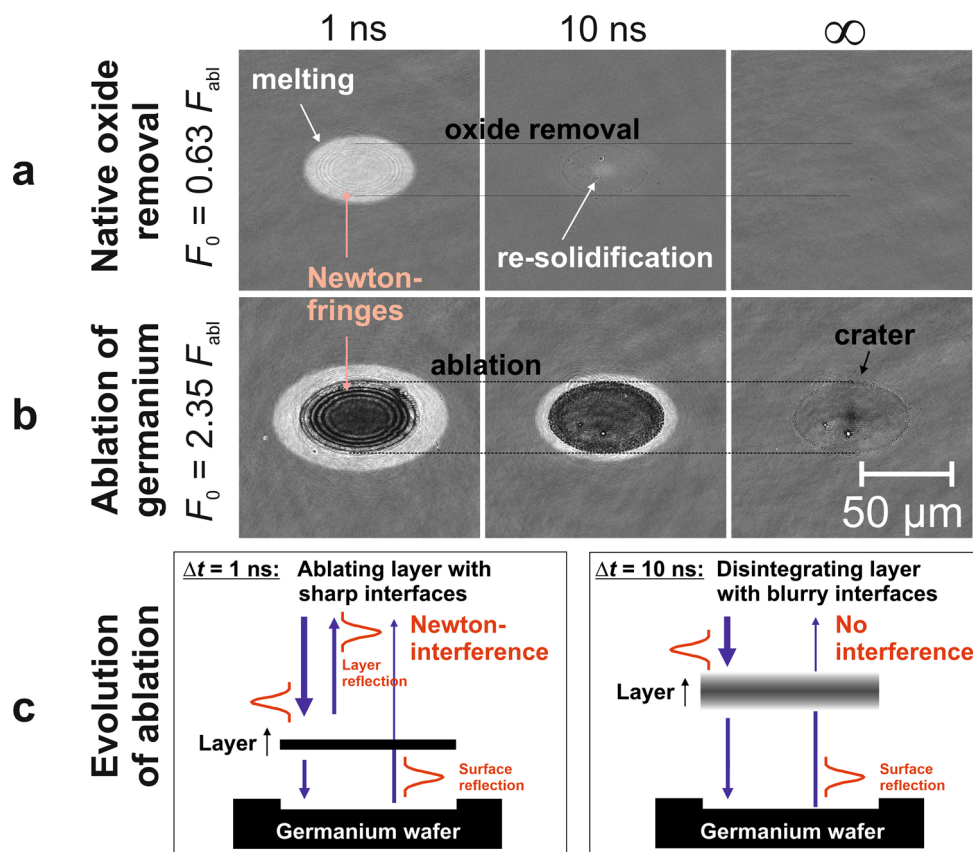 1 ns
10 ns
∞
a
Native oxide
removal
F₀ = 0.63 Fabl
melting
oxide removal
re-solidification
Newton-
fringes
b
Ablation of
germanium
F₀ = 2.35 Fabl
ablation
crater
50 µm
c
Evolution
of ablation
Δt = 1 ns: Ablating layer with
sharp interfaces
Newton-
interference
Layer
reflection
Layer
Surface
reflection
Germanium wafer
Δt = 10 ns: Disintegrating layer
with blurry interfaces
No
interference
Layer
Surface
reflection
Germanium wafer